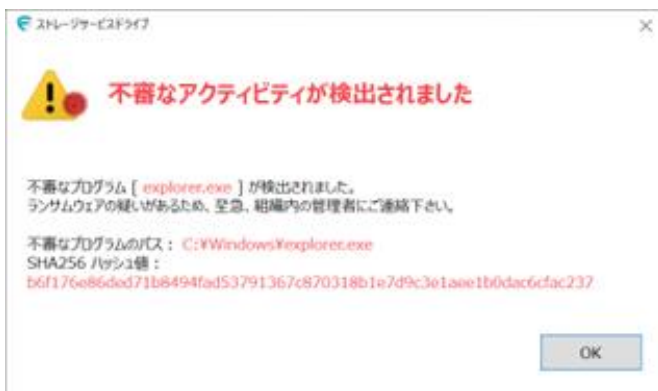 ストレージサービスドライブ
不審なアクティビティが検出されました
不審なプログラム [ explorer.exe ] が検出されました。
ランサムウェアの疑いがあるため、至急、組織内の管理者にご連絡下さい。
不審なプログラムのパス： C:¥Windows¥explorer.exe
SHA256 ハッシュ値：
b6f176e86ded71b8494fad53791367c870318b1e7d9c3e1aee1b0dac6cfac237
OK